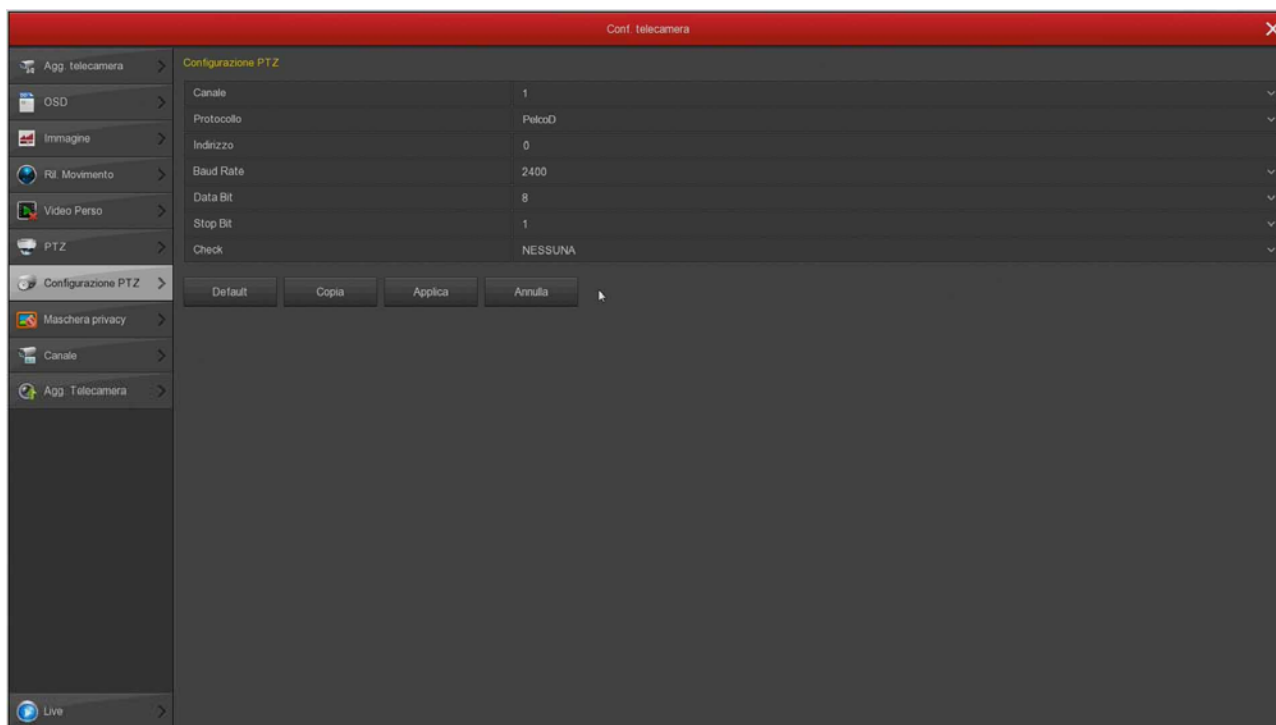 Conf. telecamera
Agg. telecamera
OSD
Immagine
Ril. Movimento
Video Perso
PTZ
Configurazione PTZ
Maschera privacy
Canale
Agg. Telecamera
Live
Configurazione PTZ
Canale 1
Protocollo PelcoD
Indirizzo 0
Baud Rate 2400
Data Bit 8
Stop Bit 1
Check NESSUNA
Default Copia Applica Annulla